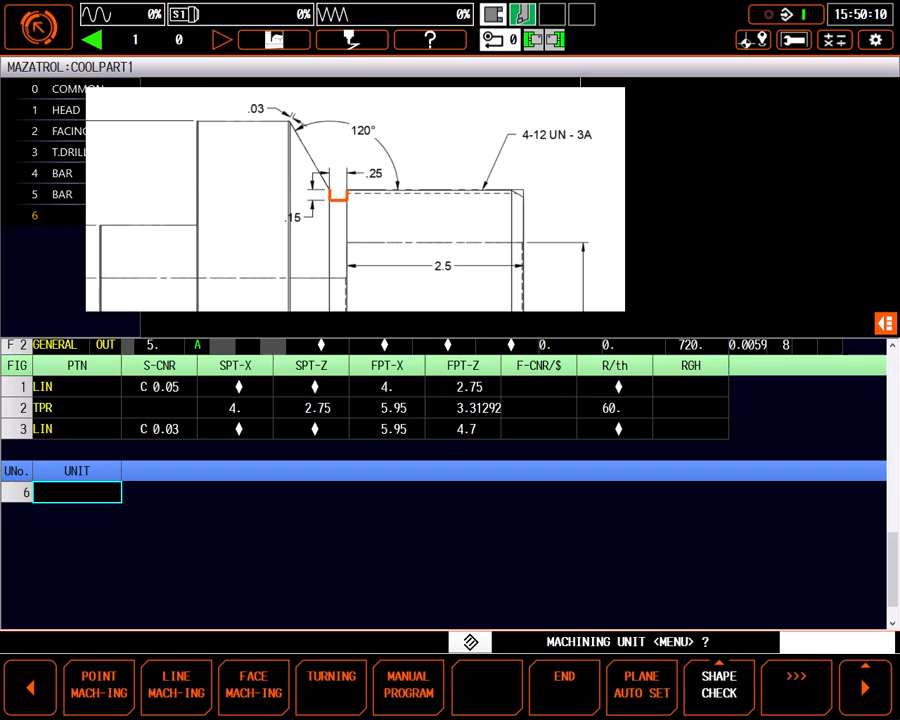 0% S1 0% 0% 15:50:10
1 0 ? 0
MAZATROL:COOLPART1
0 COMM
1 HEAD
2 FACING
3 T.DRILL
4 BAR
5 BAR
6
.03
120°
4-12 UN - 3A
.25
.15
2.5
F 2 GENERAL OUT 5. A ♦ ♦ ♦ ♦ 0. 0. 720. 0.0059 8
FIG PTN S-CNR SPT-X SPT-Z FPT-X FPT-Z F-CNR/$ R/th RGH
1 LIN C 0.05 ♦ ♦ 4. 2.75 ♦
2 TPR 4. 2.75 5.95 3.31292 60.
3 LIN C 0.03 ♦ ♦ 5.95 4.7 ♦
UNo. UNIT
6
MACHINING UNIT <MENU> ?
POINT MACH-ING
LINE MACH-ING
FACE MACH-ING
TURNING
MANUAL PROGRAM
END
PLANE AUTO SET
SHAPE CHECK
>>>